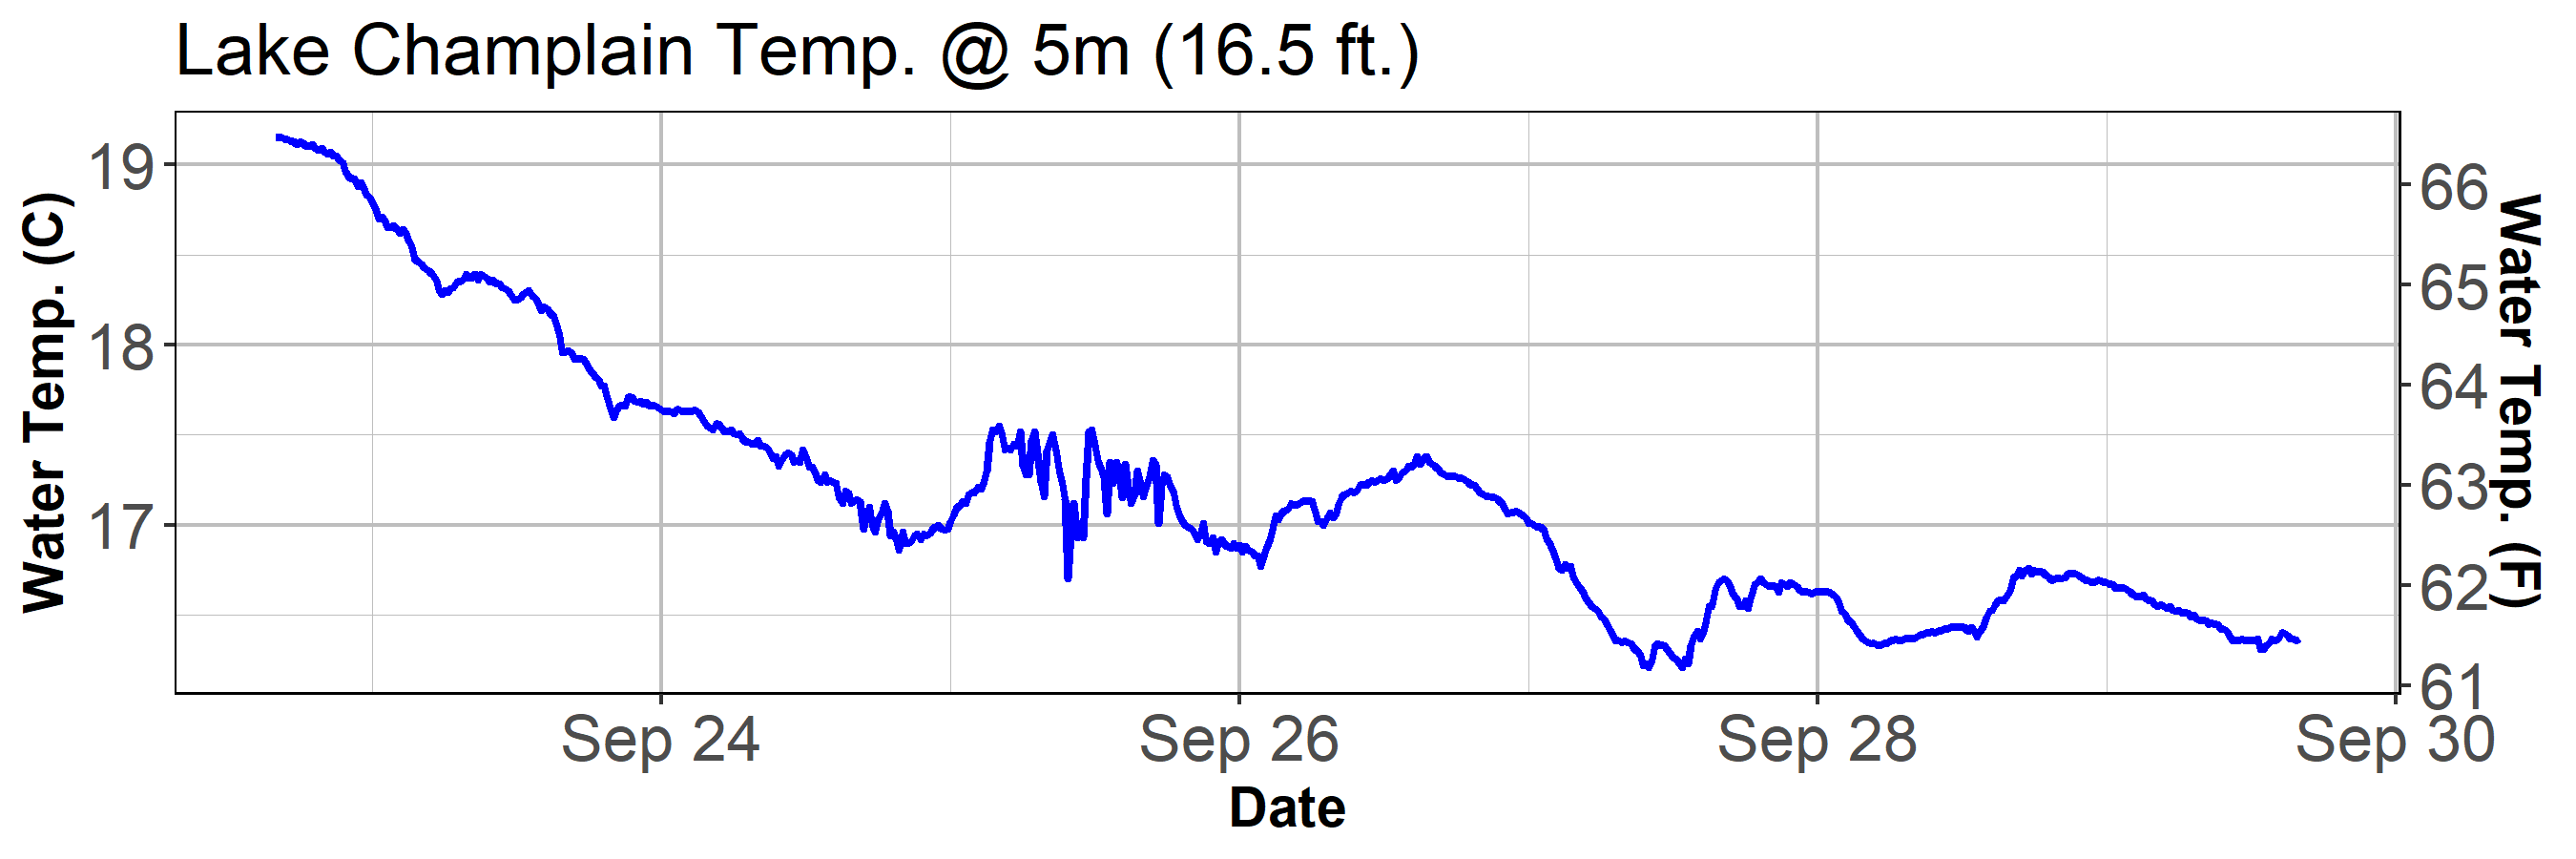 Lake Champlain Temp. @ 5m (16.5 ft.)
Water Temp. (C)
19
18
17
66
65
64
63
62
61
Water Temp. (F)
Sep 24
Sep 26
Sep 28
Sep 30
Date